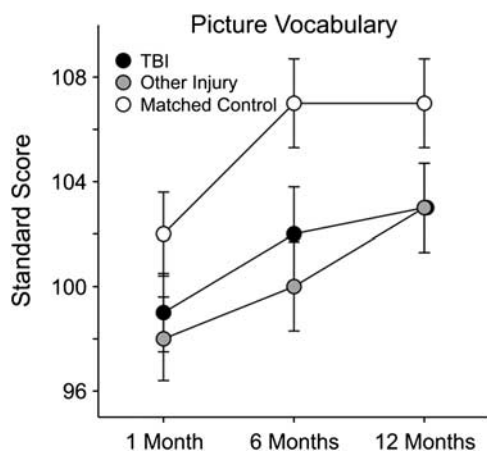 Picture Vocabulary
TBI
Other Injury
Matched Control
Standard Score
108
104
100
96
1 Month 6 Months 12 Months